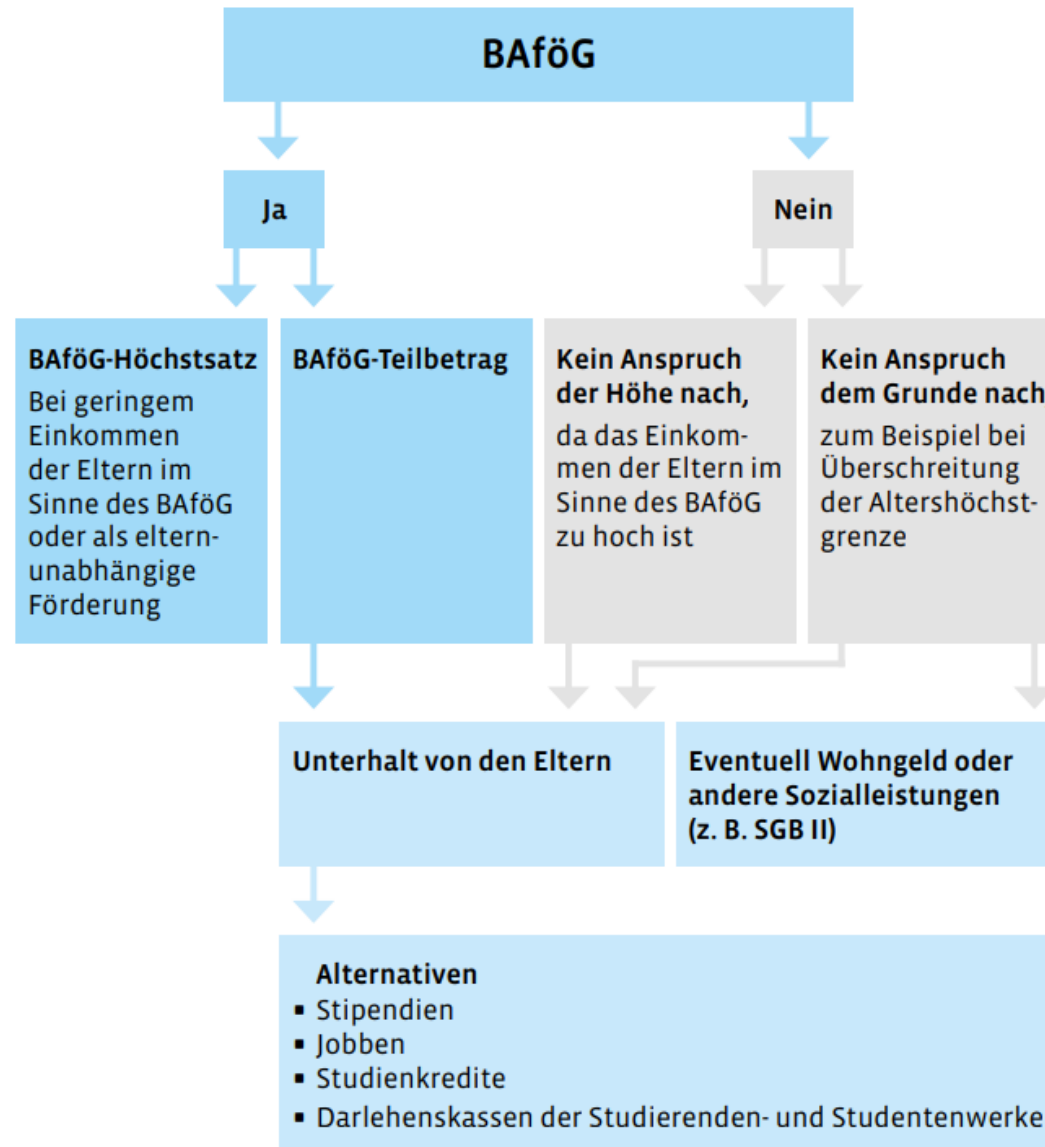 BAföG
Ja
Nein
BAföG-Höchstsatz
Bei geringem
Einkommen
der Eltern im
Sinne des BAföG
oder als eltern-
unabhängige
Förderung
BAföG-Teilbetrag
Kein Anspruch
der Höhe nach,
da das Einkom-
men der Eltern im
Sinne des BAföG
zu hoch ist
Kein Anspruch
dem Grunde nach
zum Beispiel bei
Überschreitung
der Altershöchst-
grenze
Unterhalt von den Eltern
Eventuell Wohngeld oder
andere Sozialleistungen
(z. B. SGB II)
Alternativen
▪ Stipendien
▪ Jobben
▪ Studienkredite
▪ Darlehenskassen der Studierenden- und Studentenwerke